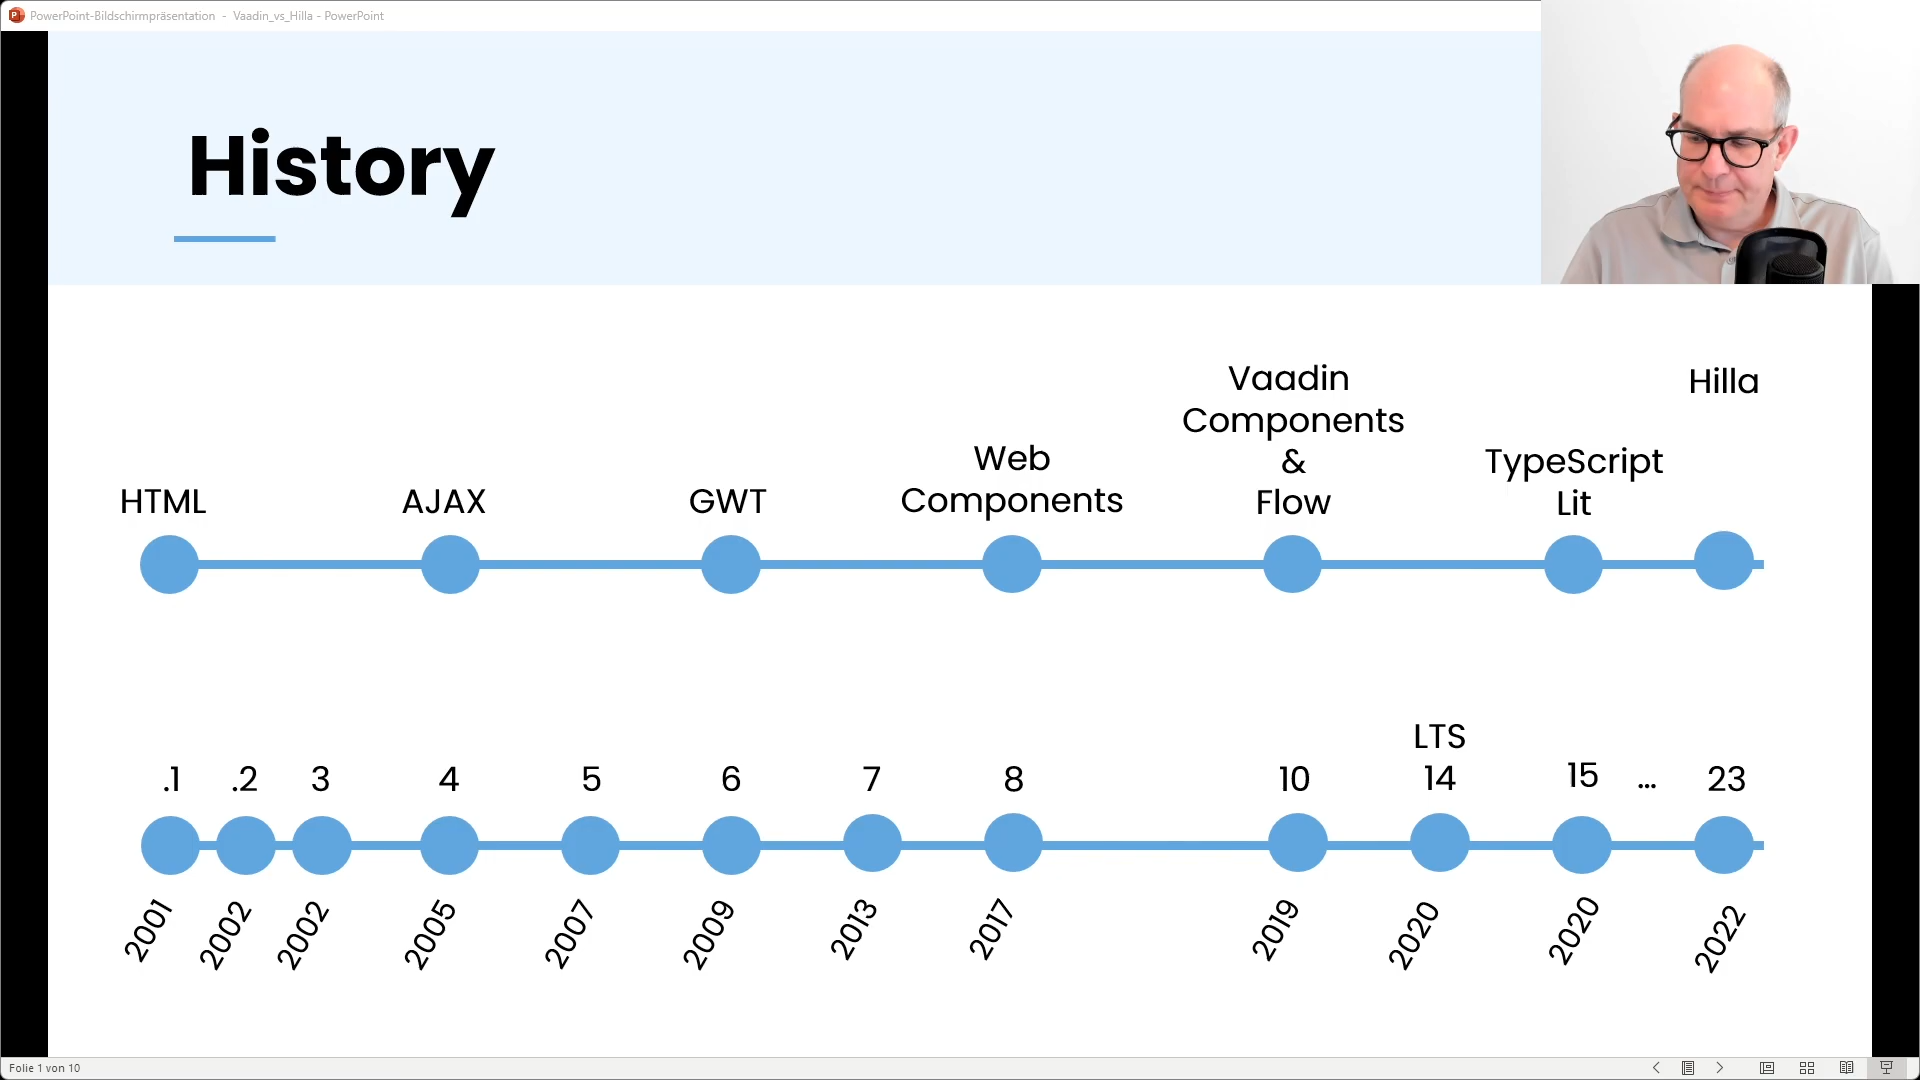 PowerPoint-Bildschirmpräsentation - Vaadin_vs_Hilla - PowerPoint
History
HTML
AJAX
GWT
Web
Components
Vaadin
Components
&
Flow
TypeScript
Lit
Hilla
.1 .2 3 4 5 6 7 8 10 LTS
14 15 ... 23
2001 2002 2002 2005 2007 2009 2013 2017 2019 2020 2020 2022
Folie 1 von 10